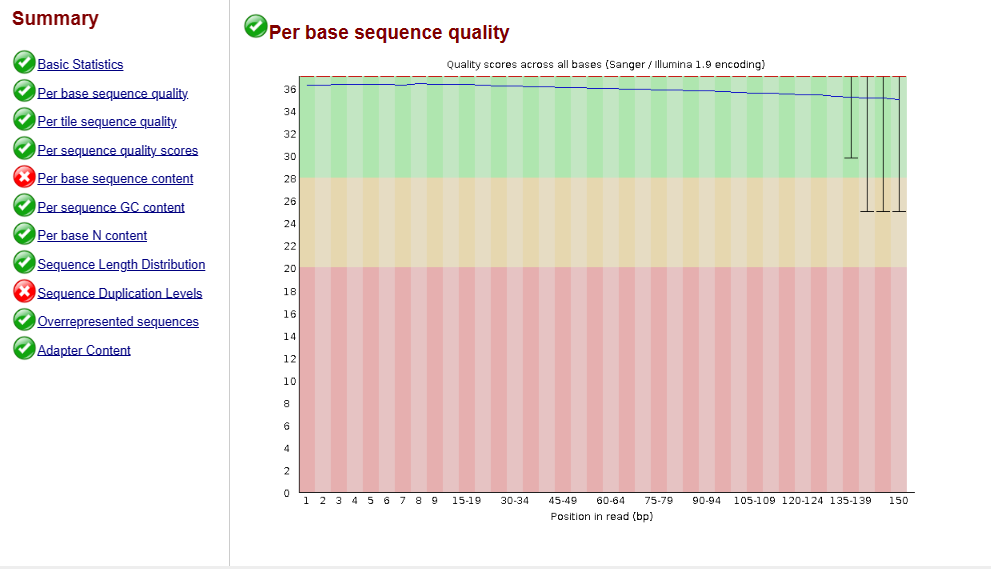 Summary
Basic Statistics
Per base sequence quality
Per tile sequence quality
Per sequence quality scores
Per base sequence content
Per sequence GC content
Per base N content
Sequence Length Distribution
Sequence Duplication Levels
Overrepresented sequences
Adapter Content
Per base sequence quality
Quality scores across all bases (Sanger / Illumina 1.9 encoding)
36
34
32
30
28
26
24
22
20
18
16
14
12
10
8
6
4
2
0
1 2 3 4 5 6 7 8 9 15-19 30-34 45-49 60-64 75-79 90-94 105-109 120-124 135-139 150
Position in read (bp)